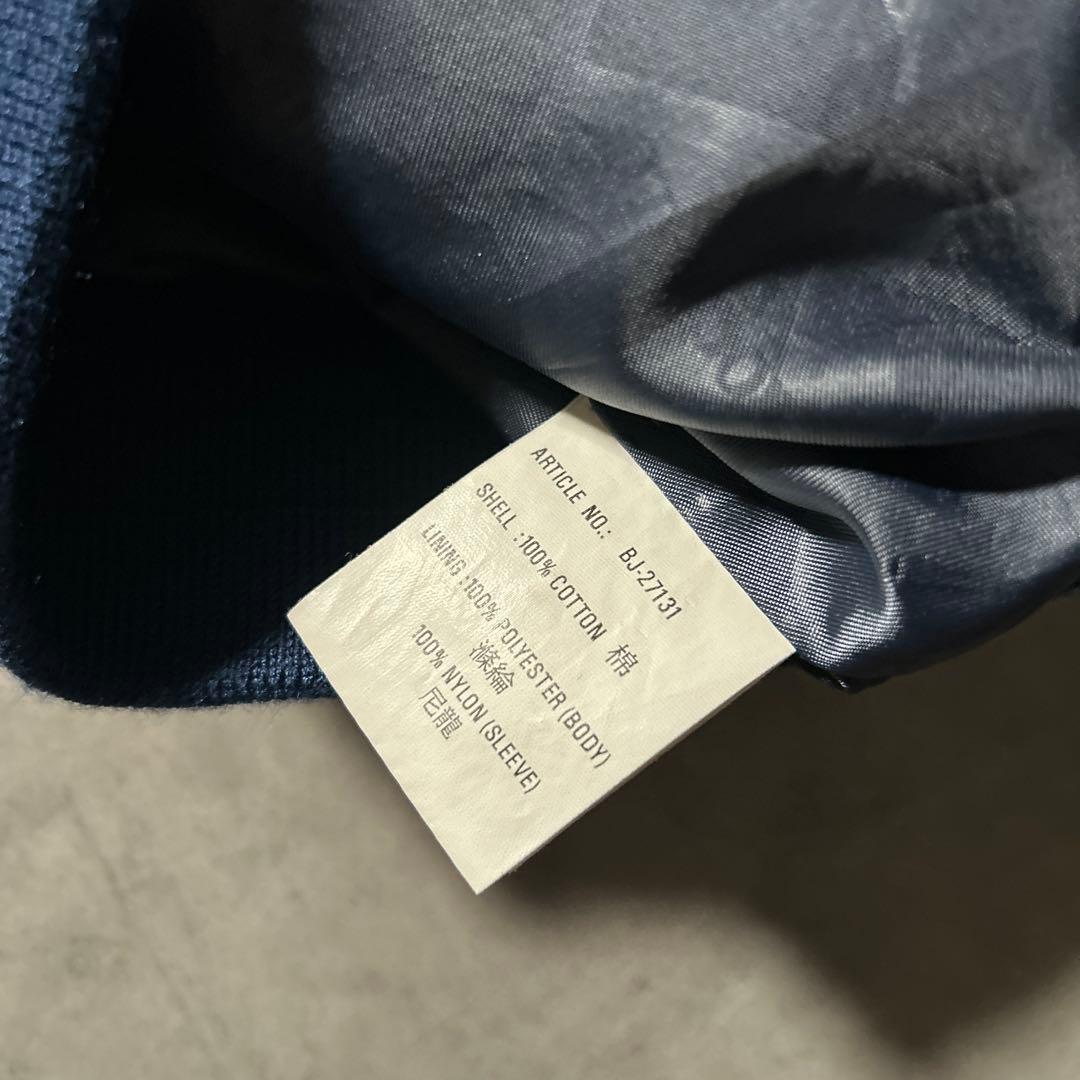 ARTICLE NO.: BJ-27131
SHELL :100% COTTON 棉
LINING :100% POLYESTER (BODY)
滌綸
100% NYLON (SLEEVE)
尼龍